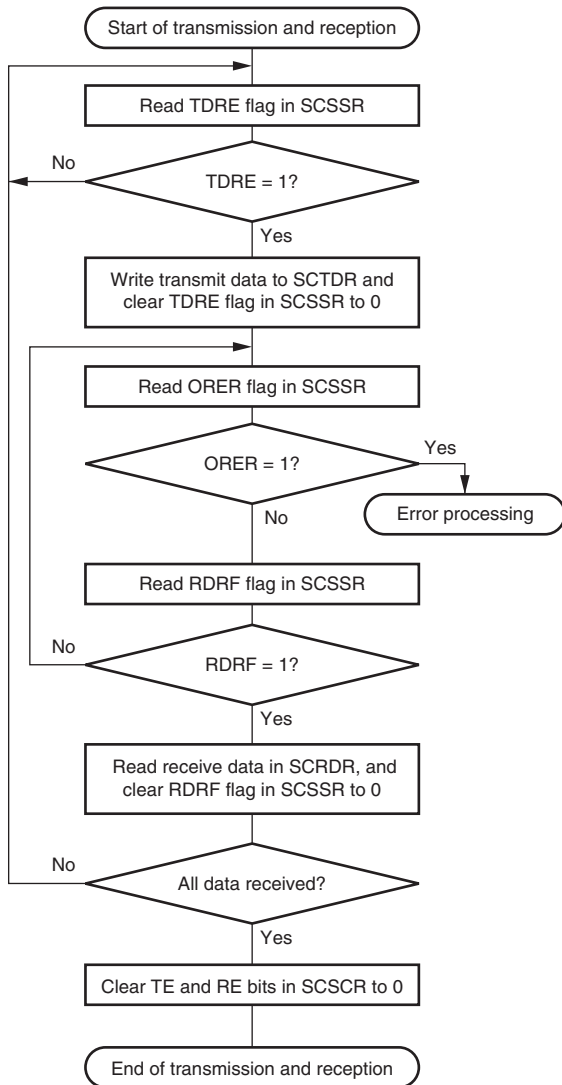 Start of transmission and reception
Read TDRE flag in SCSSR
No
TDRE = 1?
Yes
Write transmit data to SCTDR and
clear TDRE flag in SCSSR to 0
Read ORER flag in SCSSR
Yes
ORER = 1?
No
Error processing
Read RDRF flag in SCSSR
No
RDRF = 1?
Yes
Read receive data in SCRDR, and
clear RDRF flag in SCSSR to 0
No
All data received?
Yes
Clear TE and RE bits in SCSCR to 0
End of transmission and reception